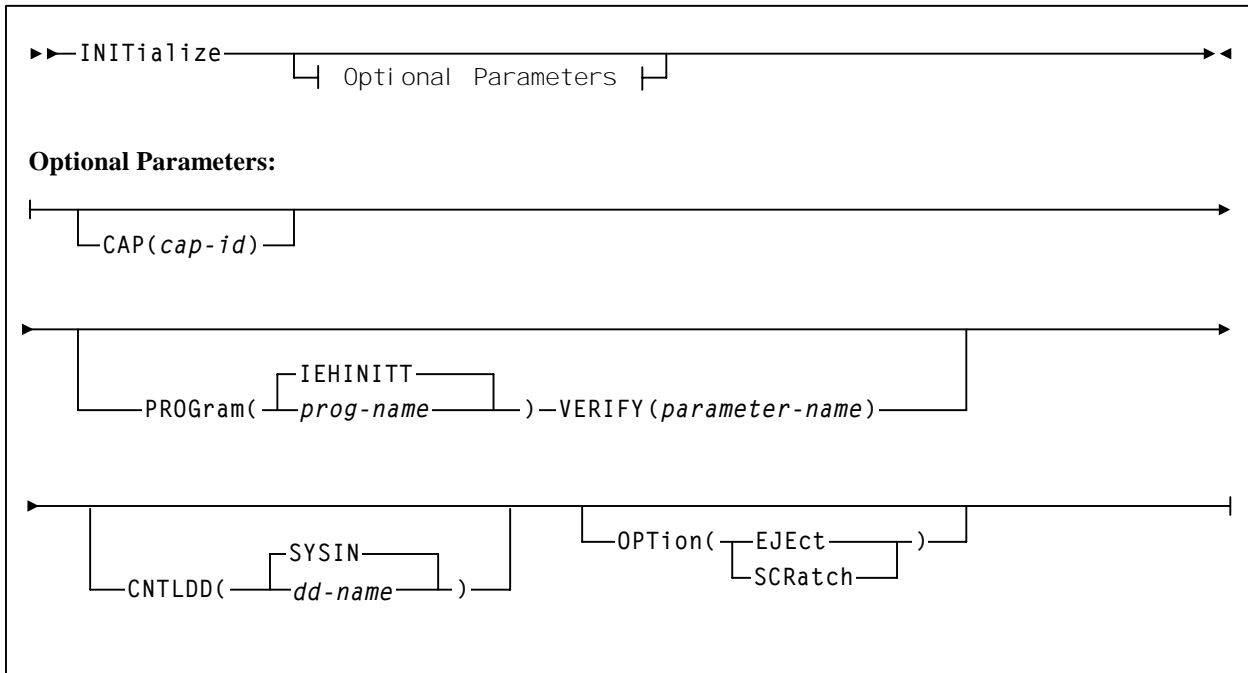 INITialize
Optional Parameters
Optional Parameters:
CAP(cap-id)
IEHINITT
PROGram( prog-name ) VERIFY(parameter-name)
SYSIN
CNTLDD( dd-name )
OPTion( EJEct )
SCRatch